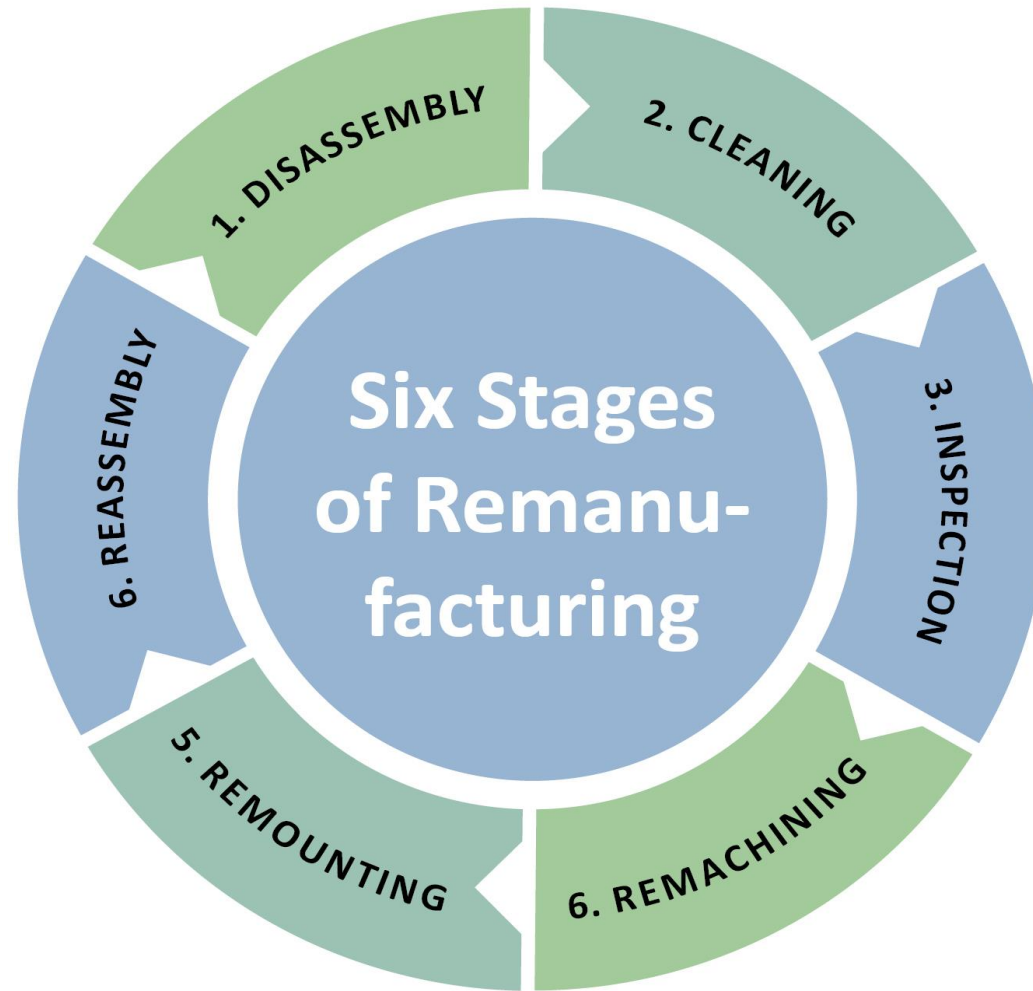 1. DISASSEMBLY
2. CLEANING
3. INSPECTION
6. REMACHINING
5. REMOUNTING
6. REASSEMBLY
Six Stages
of Remanu-
facturing